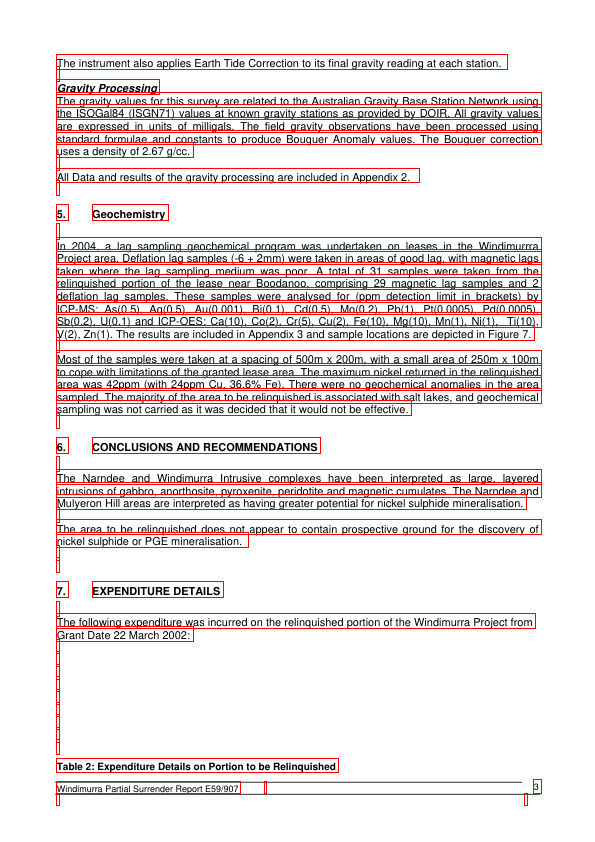 The instrument also applies Earth Tide Correction to its final gravity reading at each station.
Gravity Processing
The gravity values for this survey are related to the Australian Gravity Base Station Network using
the ISOGal84 (ISGN71) values at known gravity stations as provided by DOIR. All gravity values
are expressed in units of milligals. The field gravity observations have been processed using
standard formulae and constants to produce Bouguer Anomaly values. The Bouguer correction
uses a density of 2.67 g/cc.
All Data and results of the gravity processing are included in Appendix 2.
5. Geochemistry
In 2004, a lag sampling geochemical program was undertaken on leases in the Windimurrra
Project area. Deflation lag samples (-6 + 2mm) were taken in areas of good lag, with magnetic lags
taken where the lag sampling medium was poor. A total of 31 samples were taken from the
relinquished portion of the lease near Boodanoo, comprising 29 magnetic lag samples and 2
deflation lag samples. These samples were analysed for (ppm detection limit in brackets) by
ICP-MS: As(0.5), Ag(0.05), Au(0.001), Bi(0.1), Cd(0.5), Mo(0.2), Pb(1), Pt(0.0005), Pd(0.0005),
Sb(0.2), U(0.1) and ICP-OES: Ca(10), Co(2), Cr(5), Cu(2), Fe(10), Mg(10), Mn(1), Ni(1), Ti(10),
V(2), Zn(1). The results are included in Appendix 3 and sample locations are depicted in Figure 7.
Most of the samples were taken at a spacing of 500m x 200m, with a small area of 250m x 100m
to cope with limitations of the granted lease area. The maximum nickel returned in the relinquished
area was 42ppm (with 24ppm Cu, 36.6% Fe). There were no geochemical anomalies in the area
sampled. The majority of the area to be relinquished is associated with salt lakes, and geochemical
sampling was not carried as it was decided that it would not be effective.
6. CONCLUSIONS AND RECOMMENDATIONS
The Narndee and Windimurra Intrusive complexes have been interpreted as large, layered
intrusions of gabbro, anorthosite, pyroxenite, peridotite and magnetic cumulates. The Narndee and
Mulyeron Hill areas are interpreted as having greater potential for nickel sulphide mineralisation.
The area to be relinquished does not appear to contain prospective ground for the discovery of
nickel sulphide or PGE mineralisation.
7. EXPENDITURE DETAILS
The following expenditure was incurred on the relinquished portion of the Windimurra Project from
Grant Date 22 March 2002:
Table 2: Expenditure Details on Portion to be Relinquished
Windimurra Partial Surrender Report E59/907 3